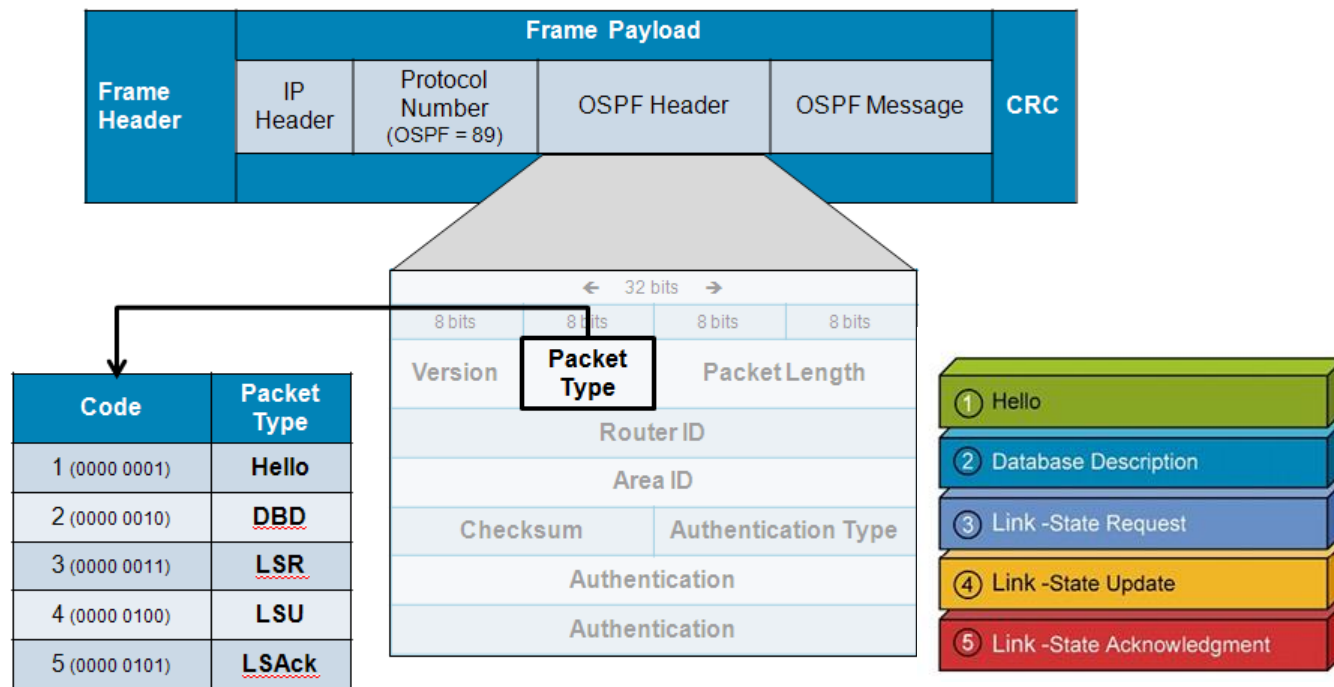 Frame Payload
Frame
Header
IP
Header
Protocol
Number
(OSPF = 89)
OSPF Header
OSPF Message
CRC
← 32 bits →
8 bits 8 bits 8 bits 8 bits
Version
Packet
Type
Packet Length
Router ID
Area ID
Checksum Authentication Type
Authentication
Authentication
Code
Packet
Type
1 (0000 0001) Hello
2 (0000 0010) DBD
3 (0000 0011) LSR
4 (0000 0100) LSU
5 (0000 0101) LSAck
1 Hello
2 Database Description
3 Link -State Request
4 Link -State Update
5 Link -State Acknowledgment